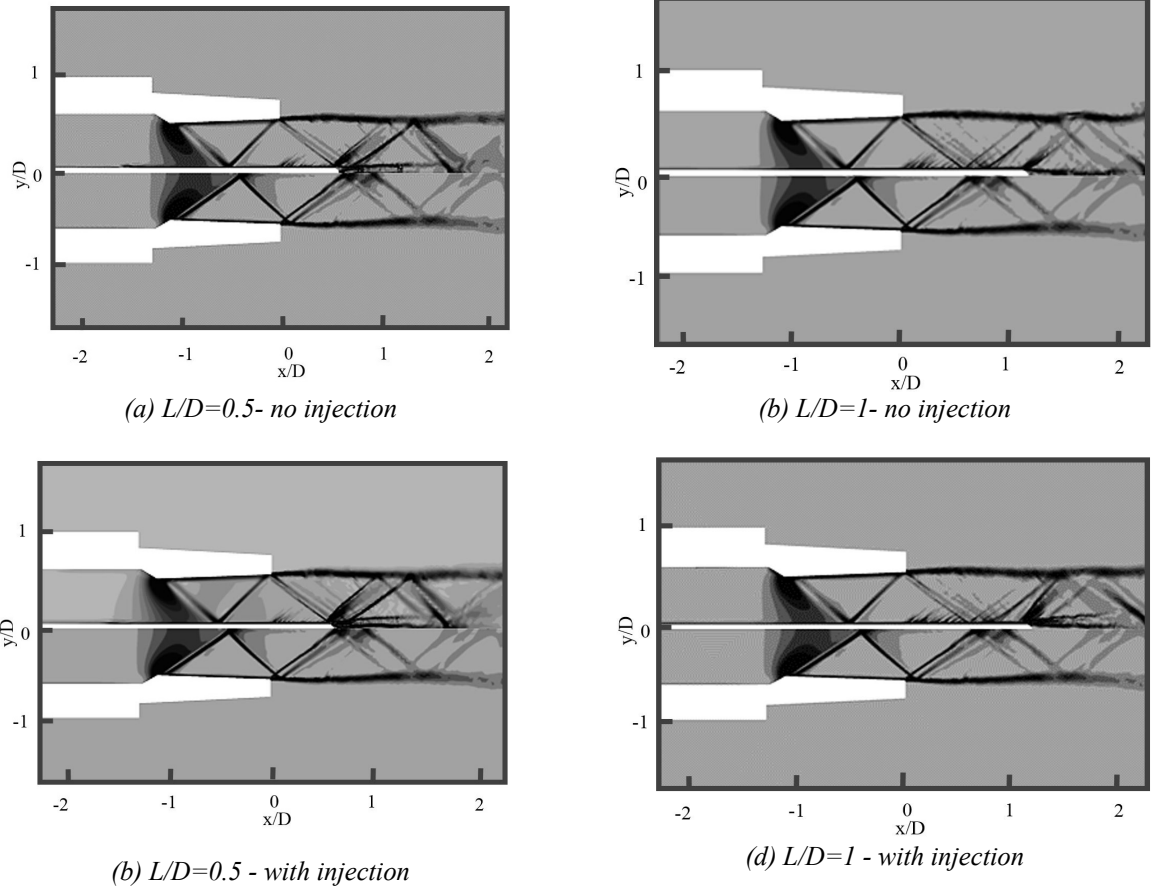 1
0
-1
y/D
-2
-1
0
1
2
x/D
(a) L/D=0.5- no injection
1
0
-1
y/D
-2
-1
0
1
2
x/D
(b) L/D=1- no injection
1
0
-1
y/D
-2
-1
0
1
2
x/D
(b) L/D=0.5 - with injection
1
0
-1
y/D
-2
-1
0
1
2
x/D
(d) L/D=1 - with injection